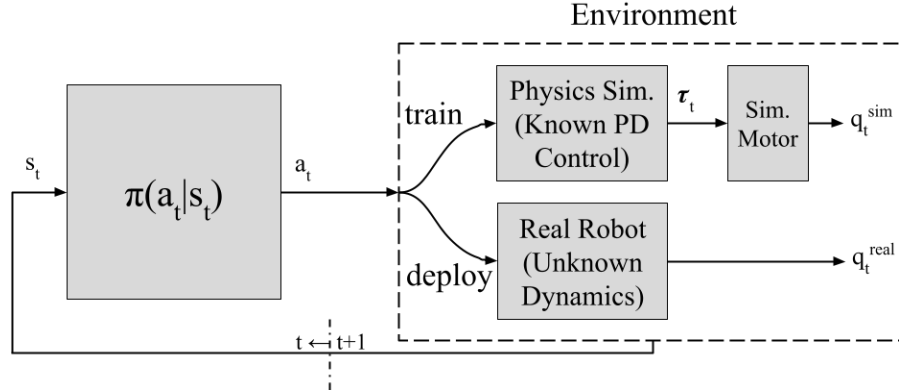 Environment
s_t
π(a_t|s_t)
a_t
train
Physics Sim.
(Known PD
Control)
τ_t
Sim.
Motor
q_t^sim
deploy
Real Robot
(Unknown
Dynamics)
q_t^real
t ← t+1